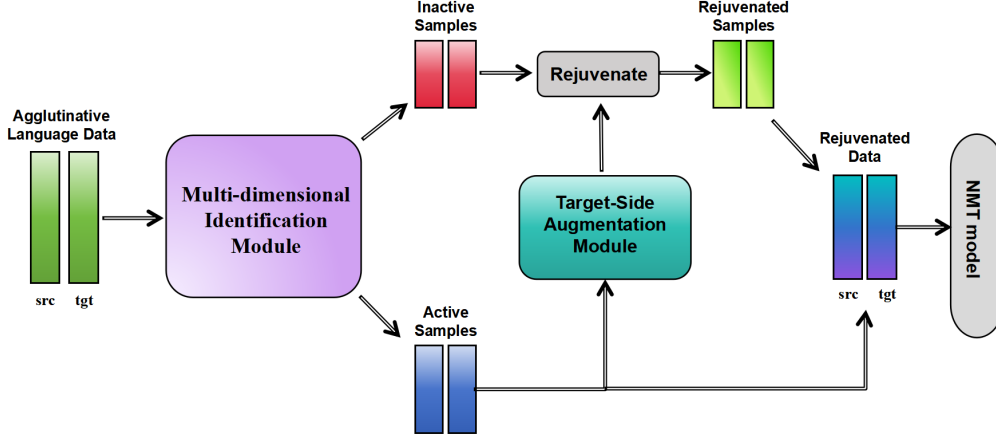 Agglutinative
Language Data
src
tgt
Multi-dimensional
Identification
Module
Inactive
Samples
Active
Samples
Rejuvenate
Target-Side
Augmentation
Module
Rejuvenated
Samples
Rejuvenated
Data
src
tgt
NMT model